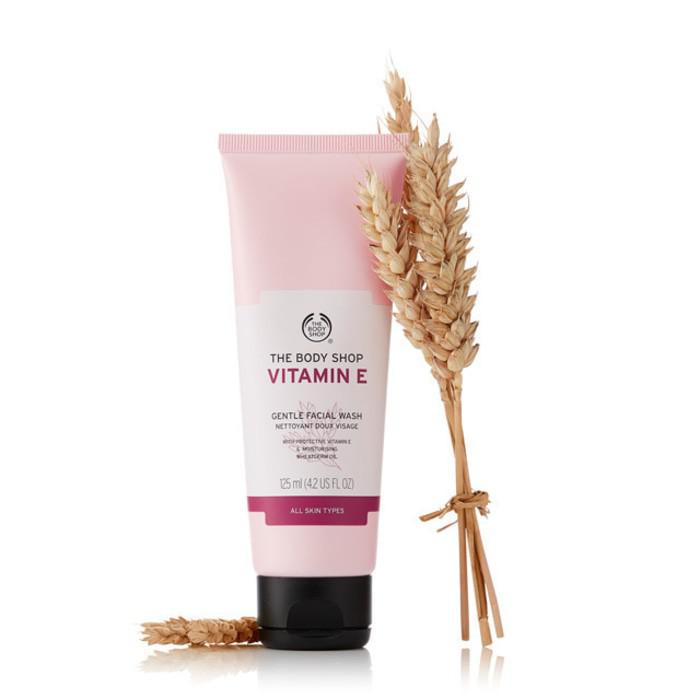 THE
BODY
SHOP
®
THE BODY SHOP
VITAMIN E
GENTLE FACIAL WASH
NETTOYANT DOUX VISAGE
WITH PROTECTIVE VITAMIN E
& MOISTURISING
WHEATGERM OIL
125 ml (4.2 US FL OZ)
ALL SKIN TYPES